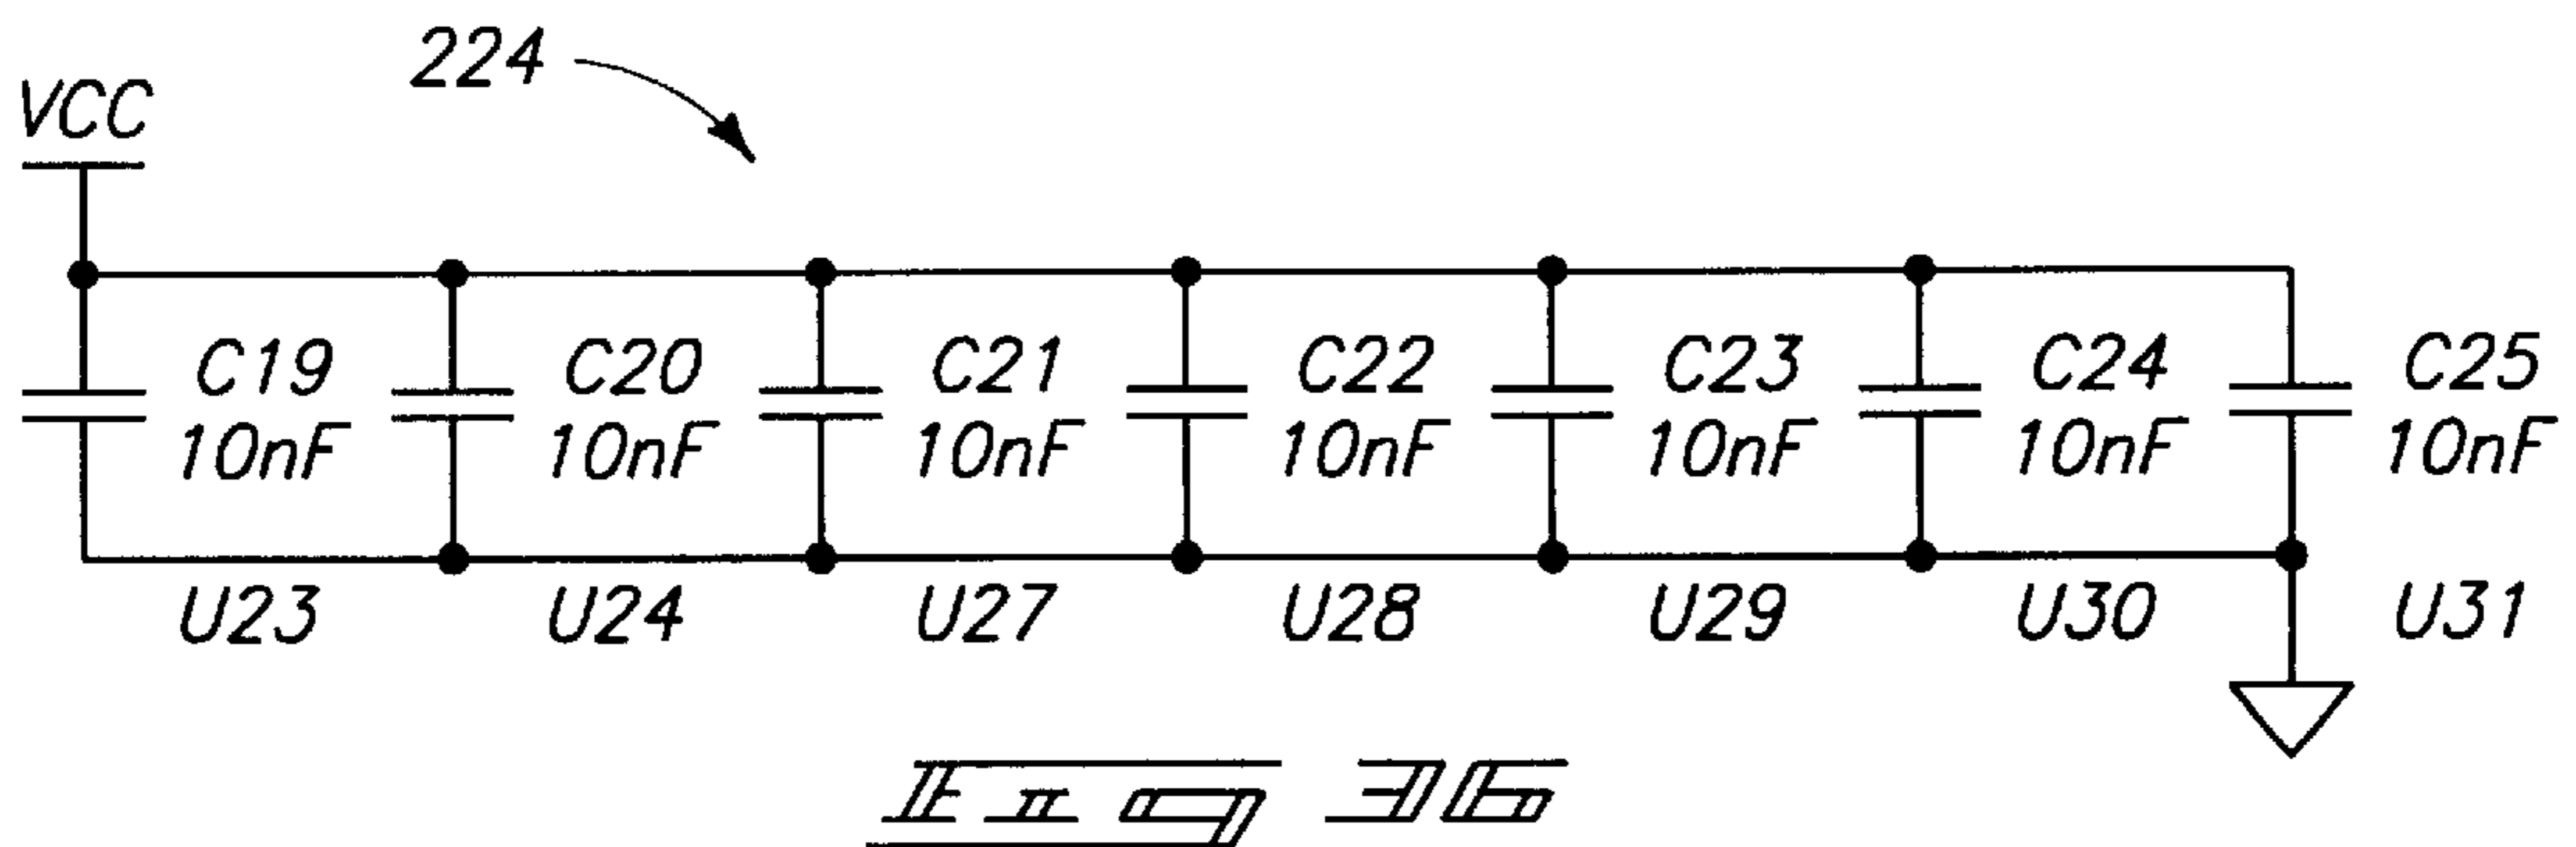 224
VCC
C19 C20 C21 C22 C23 C24 C25
10nF 10nF 10nF 10nF 10nF 10nF 10nF
U23 U24 U27 U28 U29 U30 U31
Fig 36